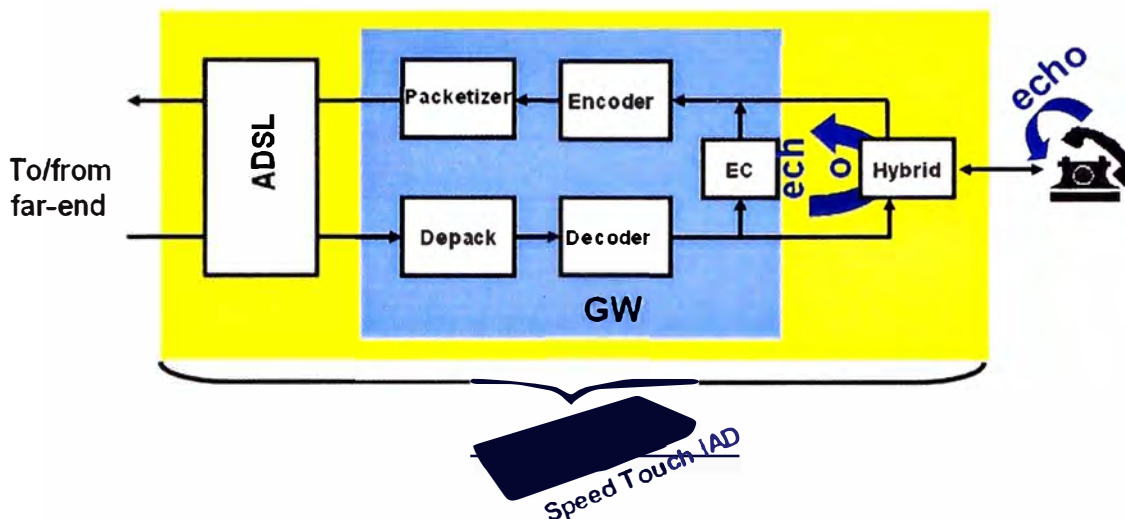 echo
Packetizer
Encoder
ADSL
To/from
far-end
EC
echo
Hybrid
Depack
Decoder
GW
Speed Touch IAD